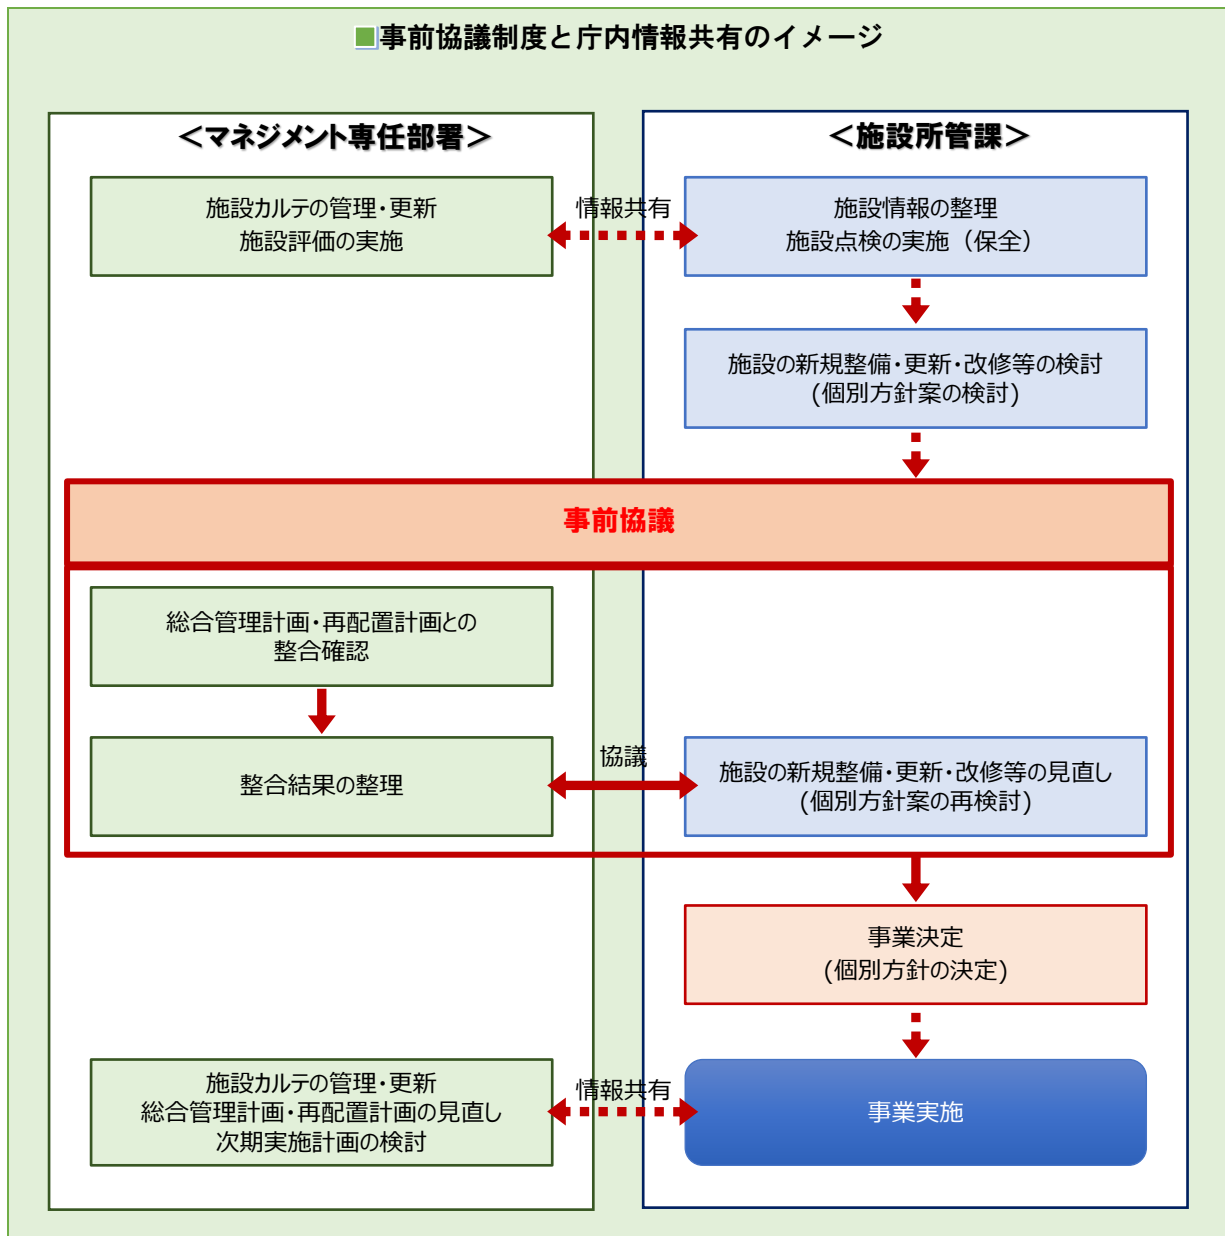 ■事前協議制度と庁内情報共有のイメージ
＜マネジメント専任部署＞
＜施設所管課＞
施設カルテの管理・更新
施設評価の実施
情報共有
施設情報の整理
施設点検の実施（保全）
施設の新規整備・更新・改修等の検討
(個別方針案の検討)
事前協議
総合管理計画・再配置計画との
整合確認
整合結果の整理
協議
施設の新規整備・更新・改修等の見直し
(個別方針案の再検討)
事業決定
(個別方針の決定)
施設カルテの管理・更新
総合管理計画・再配置計画の見直し
次期実施計画の検討
情報共有
事業実施